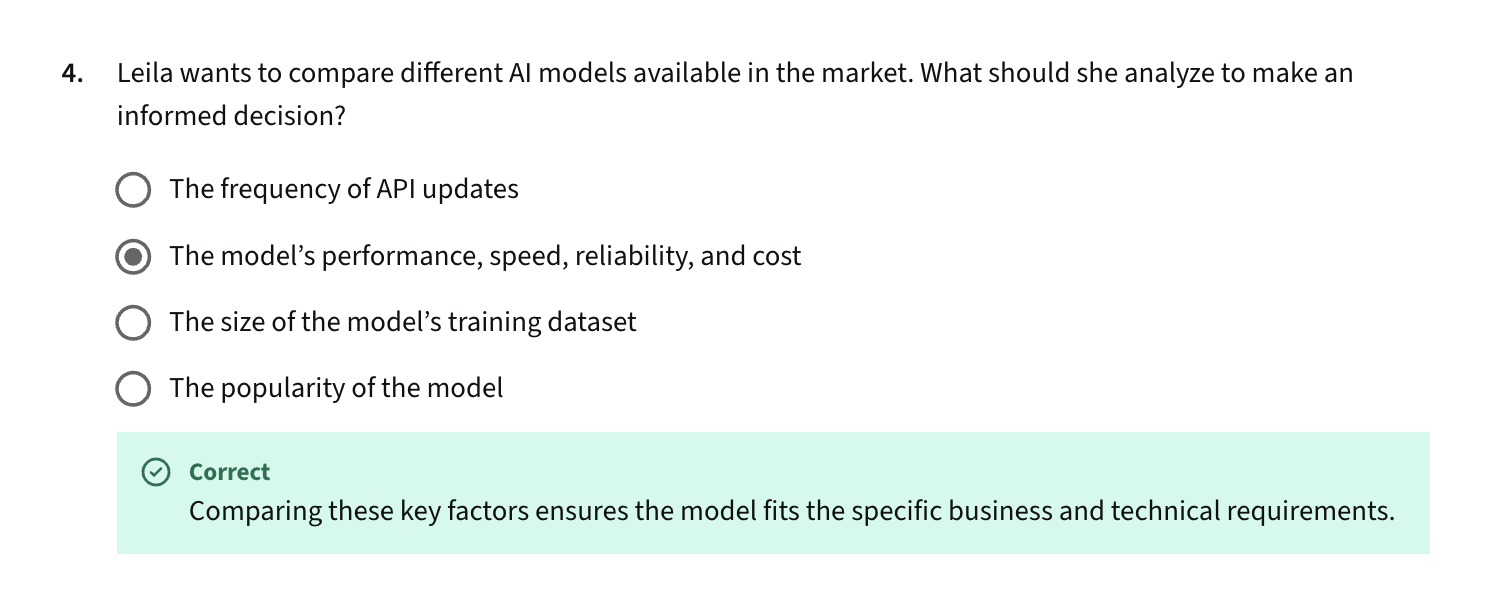 4. Leila wants to compare different AI models available in the market. What should she analyze to make an
informed decision?
The frequency of API updates
The model’s performance, speed, reliability, and cost
The size of the model’s training dataset
The popularity of the model
Correct
Comparing these key factors ensures the model fits the specific business and technical requirements.